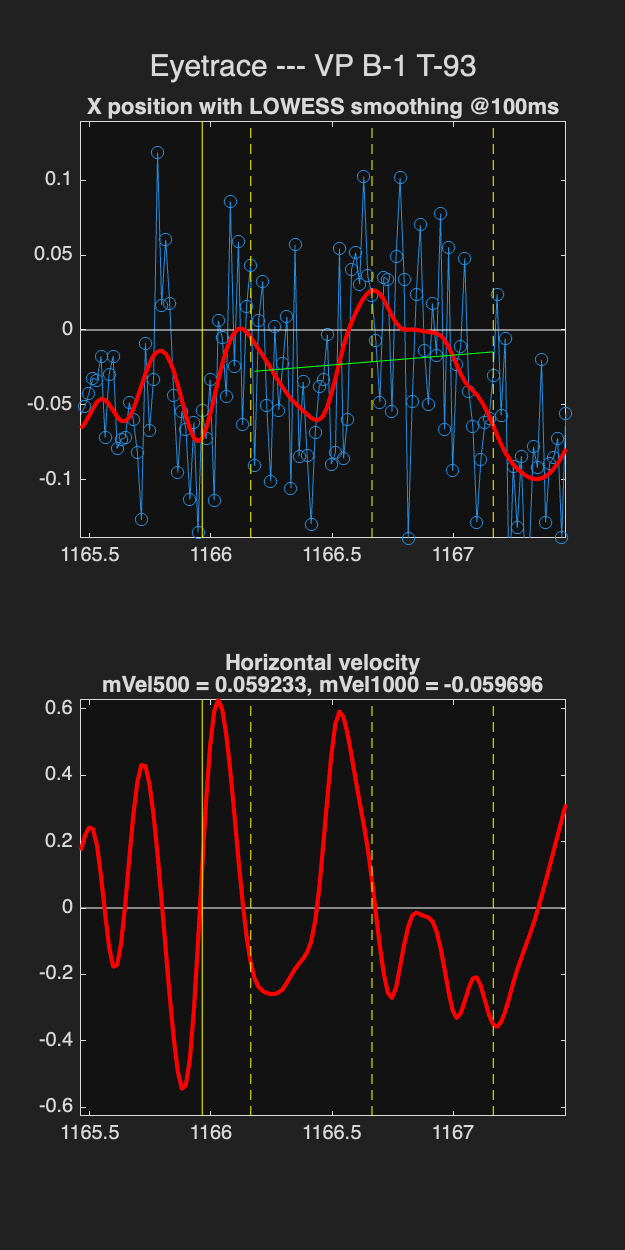 Eyetrace --- VP B-1 T-93
X position with LOWESS smoothing @100ms
0.1
0.05
0
-0.05
-0.1
1165.5 1166 1166.5 1167
Horizontal velocity
mVel500 = 0.059233, mVel1000 = -0.059696
0.6
0.4
0.2
0
-0.2
-0.4
-0.6
1165.5 1166 1166.5 1167